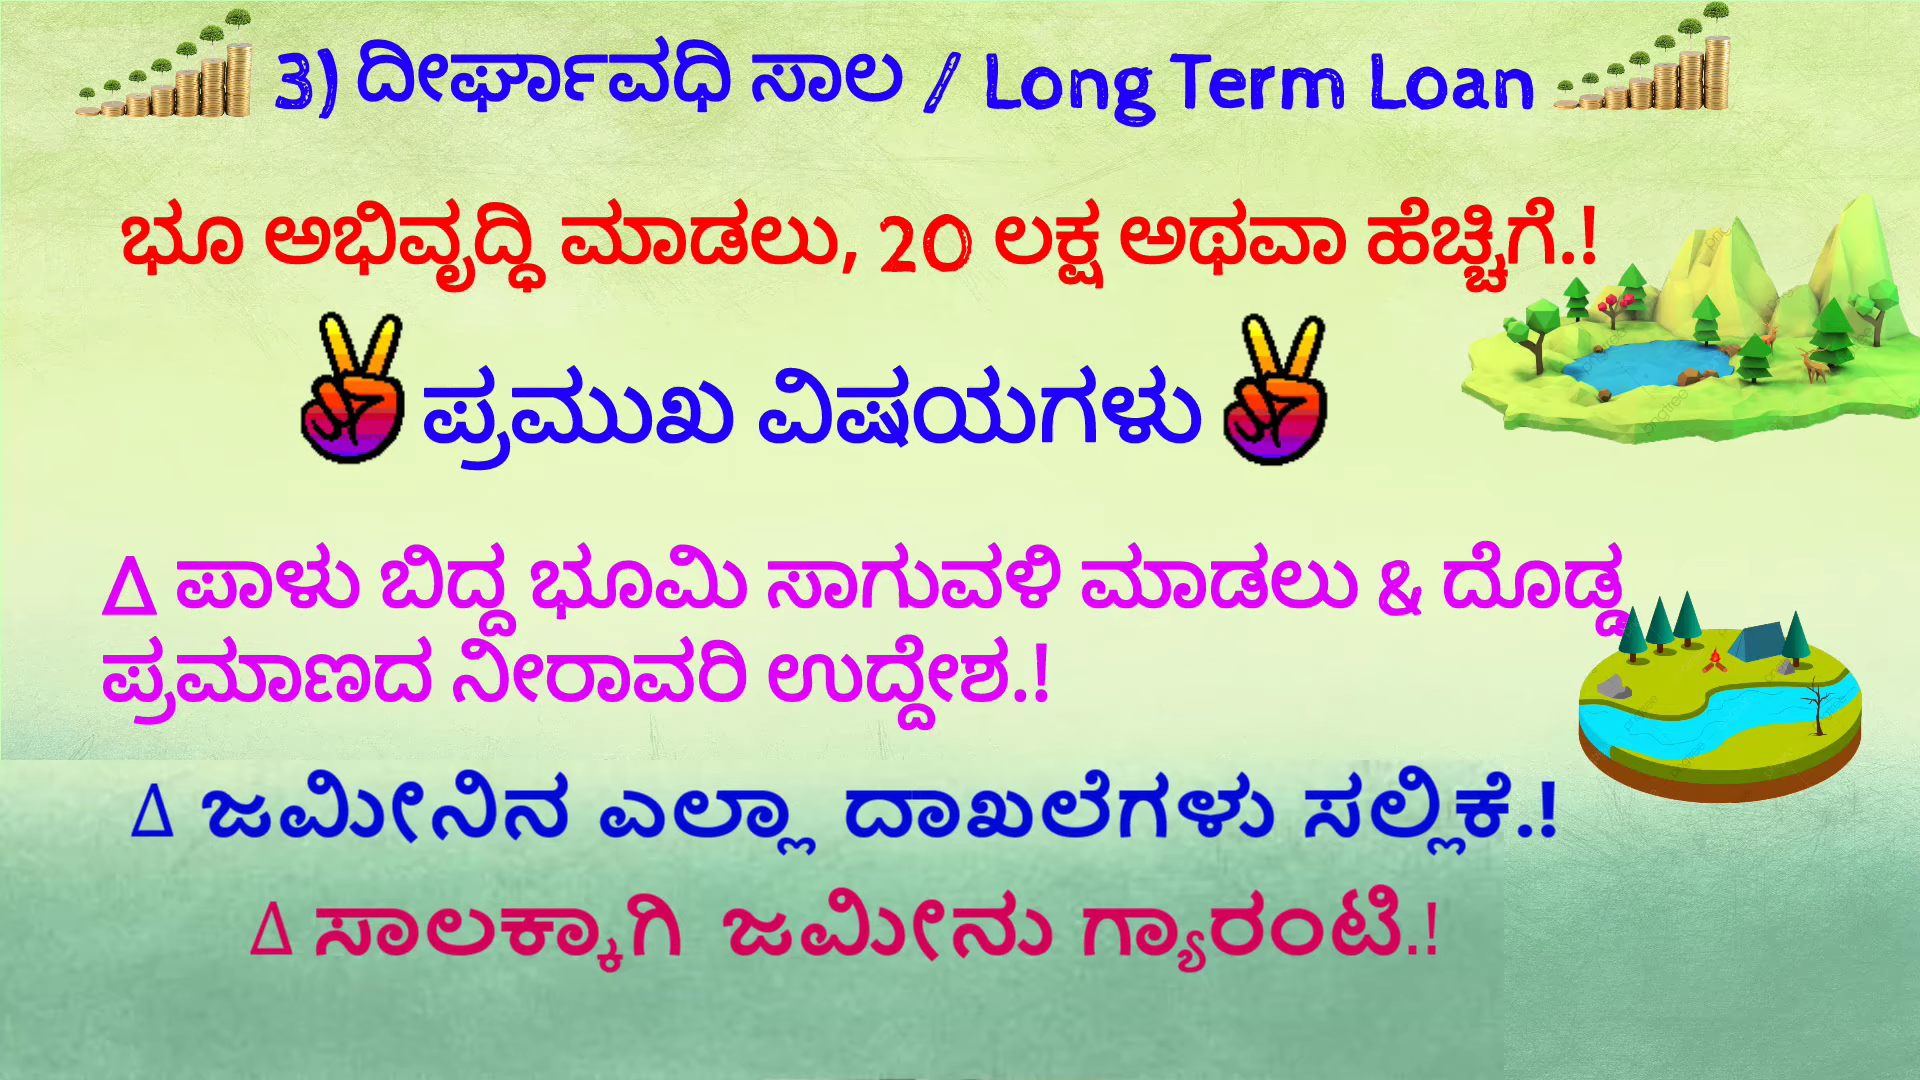 3) ದೀರ್ಘಾವಧಿ ಸಾಲ / Long Term Loan
ಭೂ ಅಭಿವೃದ್ಧಿ ಮಾಡಲು, 20 ಲಕ್ಷ ಅಥವಾ ಹೆಚ್ಚಿಗೆ.!
ಪ್ರಮುಖ ವಿಷಯಗಳು
∆ ಪಾಳು ಬಿದ್ದ ಭೂಮಿ ಸಾಗುವಳಿ ಮಾಡಲು & ದೊಡ್ಡ
ಪ್ರಮಾಣದ ನೀರಾವರಿ ಉದ್ದೇಶ.!
∆ ಜಮೀನಿನ ಎಲ್ಲಾ ದಾಖಲೆಗಳು ಸಲ್ಲಿಕೆ.!
∆ ಸಾಲಕ್ಕಾಗಿ ಜಮೀನು ಗ್ಯಾರಂಟಿ.!